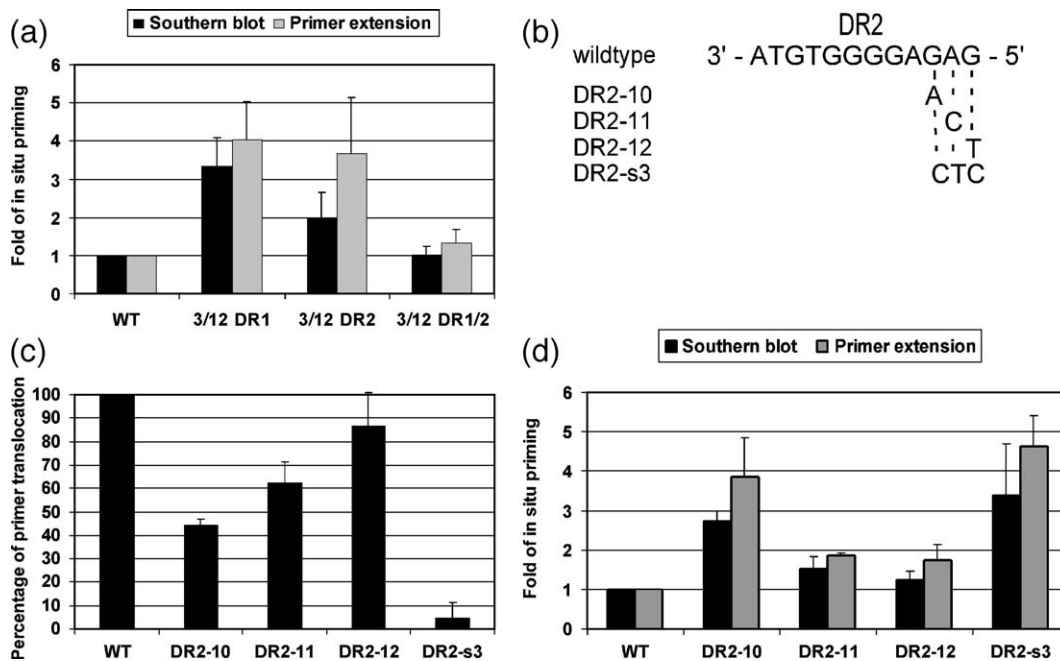 (a)
Southern blot Primer extension
Fold of in situ priming
6
5
4
3
2
1
0
WT 3/12 DR1 3/12 DR2 3/12 DR1/2
(b)
DR2
wildtype 3' - ATGTGGGGAGAG - 5'
DR2-10 A
DR2-11 C
DR2-12 T
DR2-s3 CTC
(c)
Percentage of primer translocation
100
90
80
70
60
50
40
30
20
10
0
WT DR2-10 DR2-11 DR2-12 DR2-s3
(d)
Southern blot Primer extension
Fold of in situ priming
6
5
4
3
2
1
0
WT DR2-10 DR2-11 DR2-12 DR2-s3